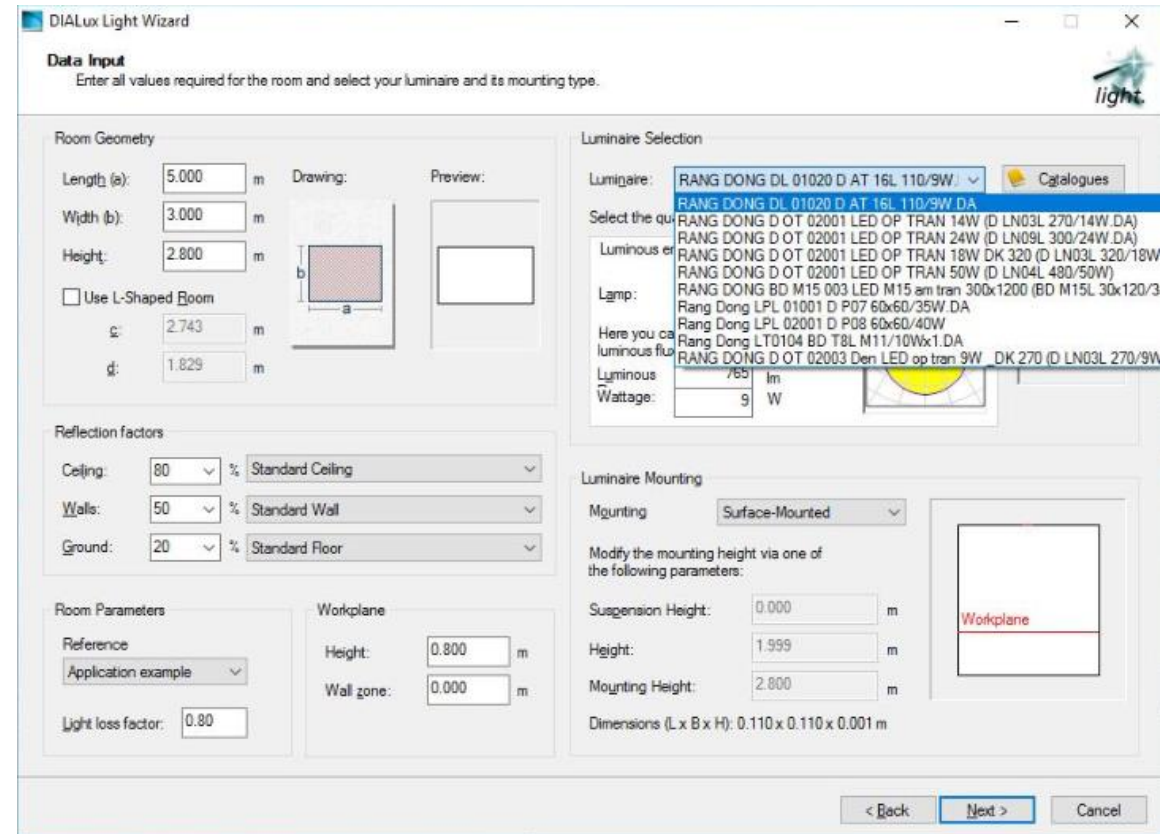 DIALux Light Wizard
Data Input
Enter all values required for the room and select your luminaire and its mounting type.
light.
Room Geometry
Length (a): 5.000 m
Drawing:
Preview:
Width (b): 3.000 m
Height: 2.800 m
b
a
Use L-Shaped Room
c: 2.743 m
d: 1.829 m
Reflection factors
Ceiling: 80 % Standard Ceiling
Walls: 50 % Standard Wall
Ground: 20 % Standard Floor
Room Parameters
Reference
Application example
Light loss factor: 0.80
Workplane
Height: 0.800 m
Wall zone: 0.000 m
Luminaire Selection
Luminaire: RANG DONG DL 01020 D AT 16L 110/9W. Catalogues
RANG DONG DL 01020 D AT 16L 110/9W.DA
Select the qu
RANG DONG D OT 02001 LED OP TRAN 14W (D LN03L 270/14W.DA)
RANG DONG D OT 02001 LED OP TRAN 24W (D LN09L 300/24W.DA)
Luminous e
RANG DONG D OT 02001 LED OP TRAN 18W DK 320 (D LN03L 320/18W
RANG DONG D OT 02001 LED OP TRAN 50W (D LN04L 480/50W)
Lamp:
RANG DONG BD M15 003 LED M15 am tran 300x1200 (BD M15L 30x120/3
Rang Dong LPL 01001 D P07 60x60/35W.DA
Rang Dong LPL 02001 D P08 60x60/40W
Here you ca
Rang Dong LT0104 BD T8L M11/10Wx1.DA
luminous flu
RANG DONG D OT 02003 Den LED op tran 9W _DK 270 (D LN03L 270/9W
Luminous 765 lm
Wattage: 9 W
Luminaire Mounting
Mounting Surface-Mounted
Modify the mounting height via one of
the following parameters:
Suspension Height: 0.000 m
Height: 1.999 m
Mounting Height: 2.800 m
Dimensions (L x B x H): 0.110 x 0.110 x 0.001 m
Workplane
< Back
Next >
Cancel